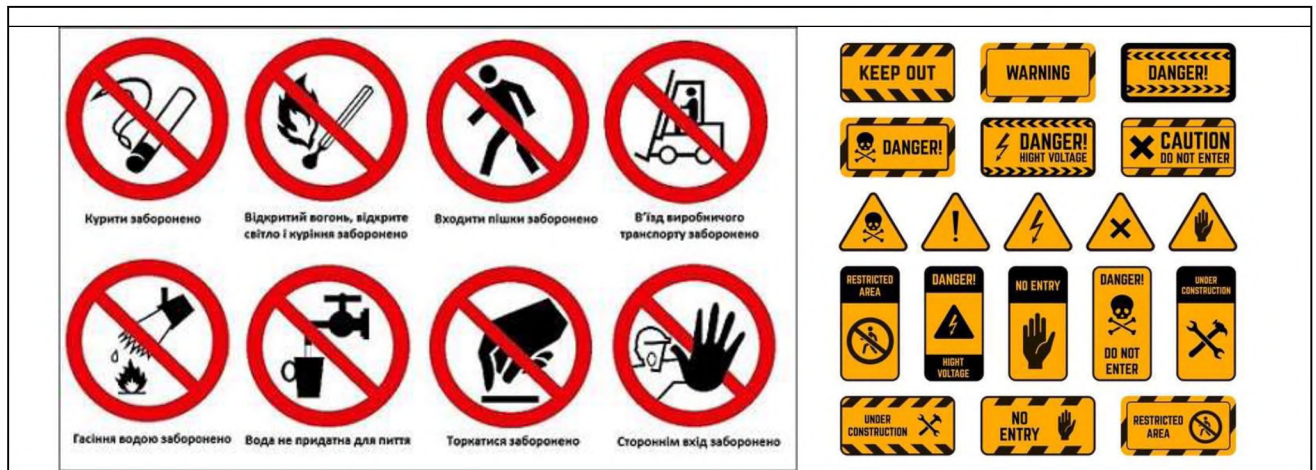 Курити заборонено
Відкритий вогонь, відкрите
світло і куріння заборонено
Входити пішки заборонено
В'їзд виробничого
транспорту заборонено
Гасіння водою заборонено
Вода не придатна для пиття
Торкатися заборонено
Стороннім вхід заборонено
KEEP OUT
WARNING
DANGER!
DANGER!
DANGER!
HIGHT VOLTAGE
CAUTION
DO NOT ENTER
RESTRICTED
AREA
DANGER!
HIGHT
VOLTAGE
NO ENTRY
DANGER!
DO NOT
ENTER
UNDER
CONSTRUCTION
UNDER
CONSTRUCTION
NO
ENTRY
RESTRICTED
AREA